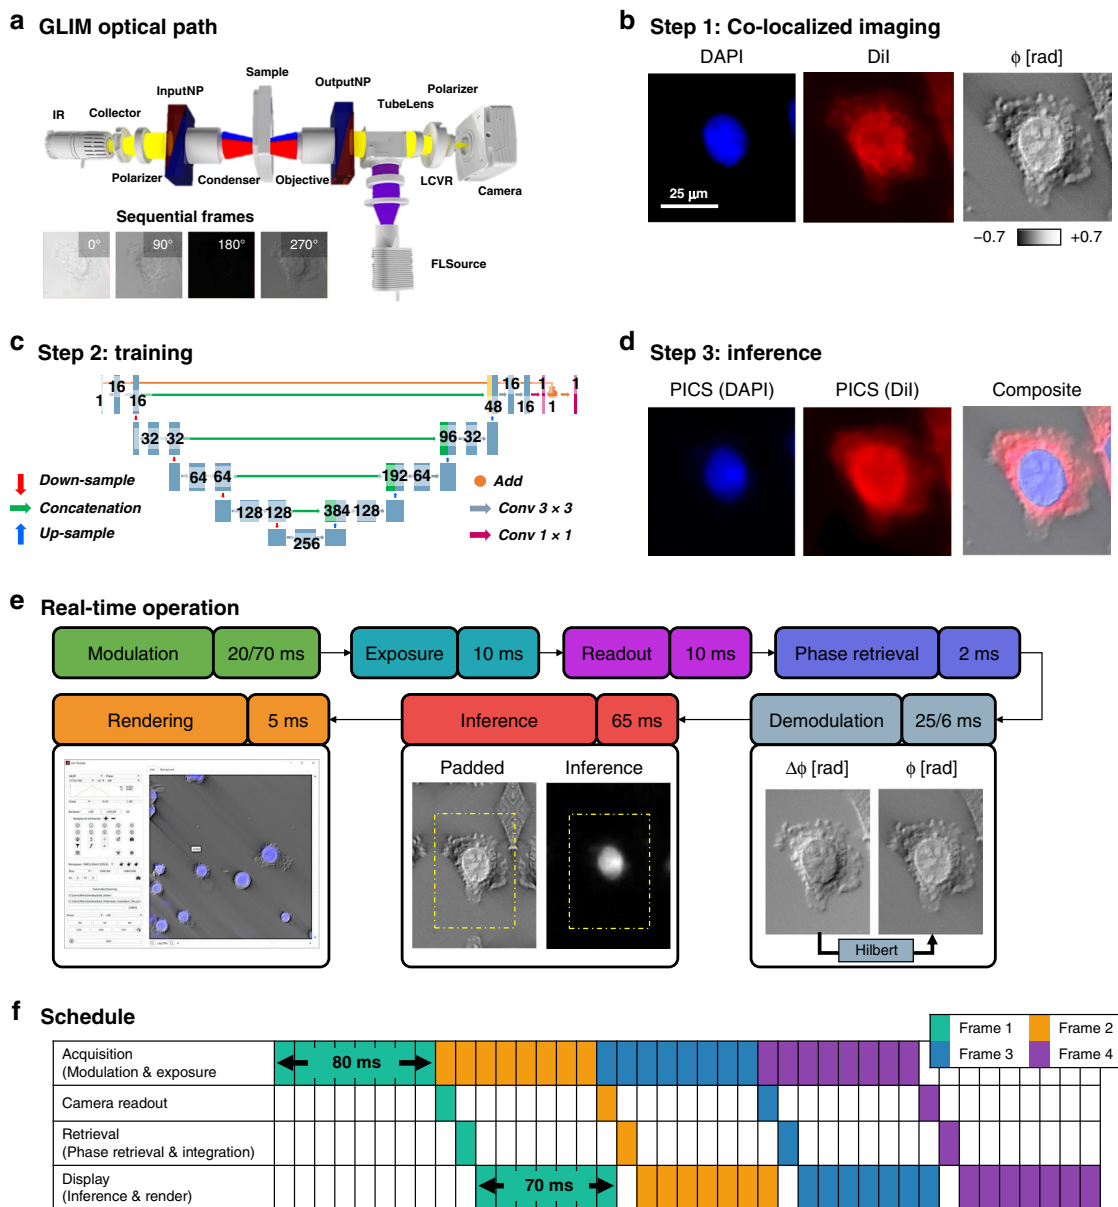 a GLIM optical path
IR
Collector
InputNP
Sample
OutputNP
TubeLens
Polarizer
Polarizer
Condenser
Objective
LCVR
Camera
FLSource
Sequential frames
0° 90° 180° 270°
b Step 1: Co-localized imaging
DAPI DiI ϕ [rad]
25 µm
−0.7 +0.7
c Step 2: training
1 16 16 48 16 16 1 1 1
32 32 96 32
64 64 192 64
128 128 384 128
256
Down-sample
Concatenation
Up-sample
Add
Conv 3 × 3
Conv 1 × 1
d Step 3: inference
PICS (DAPI) PICS (DiI) Composite
e Real-time operation
Modulation 20/70 ms
Exposure 10 ms
Readout 10 ms
Phase retrieval 2 ms
Rendering 5 ms
Inference 65 ms
Demodulation 25/6 ms
Padded Inference
Δϕ [rad] ϕ [rad]
Hilbert
f Schedule
Frame 1 Frame 2
Frame 3 Frame 4
Acquisition
(Modulation & exposure
80 ms
Camera readout
Retrieval
(Phase retrieval & integration)
Display
(Inference & render)
70 ms